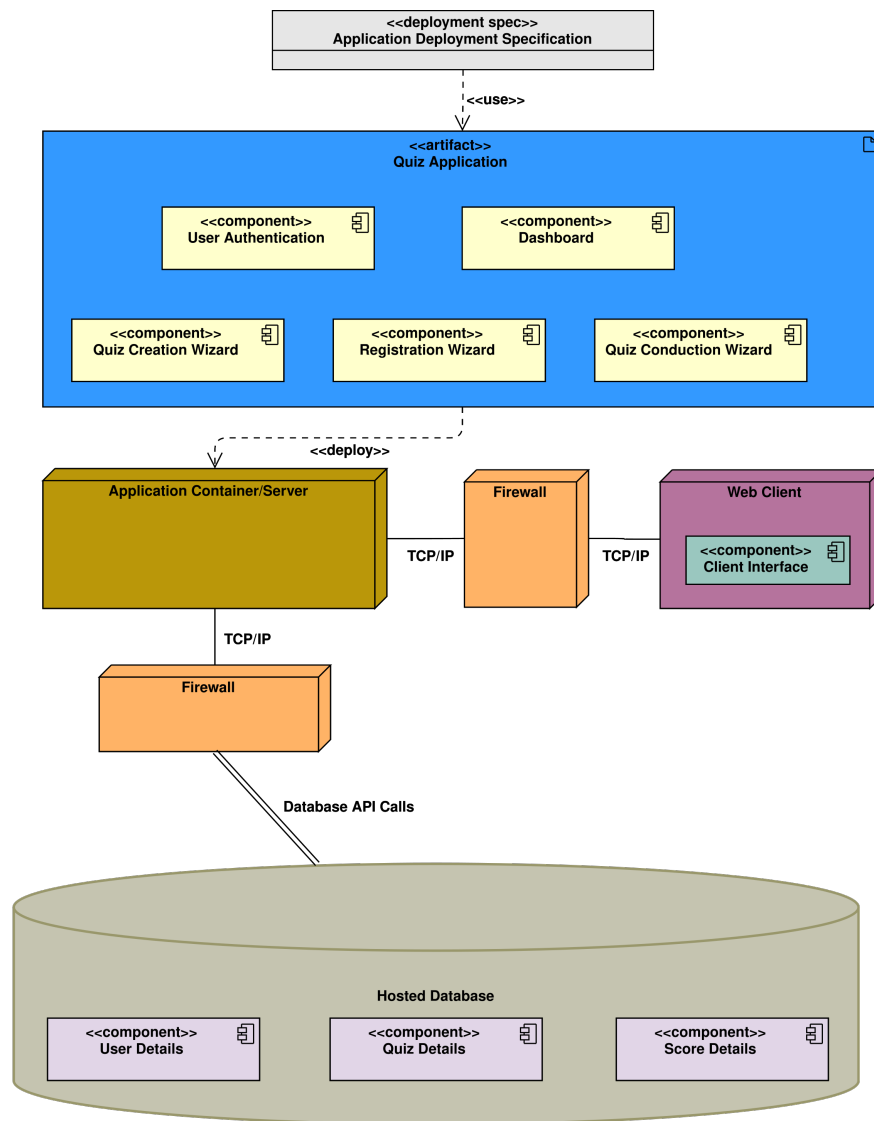 <<deployment spec>>
Application Deployment Specification
<<use>>
<<artifact>>
Quiz Application
<<component>>
User Authentication
<<component>>
Dashboard
<<component>>
Quiz Creation Wizard
<<component>>
Registration Wizard
<<component>>
Quiz Conduction Wizard
<<deploy>>
Application Container/Server
Firewall
Web Client
<<component>>
Client Interface
TCP/IP
TCP/IP
TCP/IP
Firewall
Database API Calls
Hosted Database
<<component>>
User Details
<<component>>
Quiz Details
<<component>>
Score Details